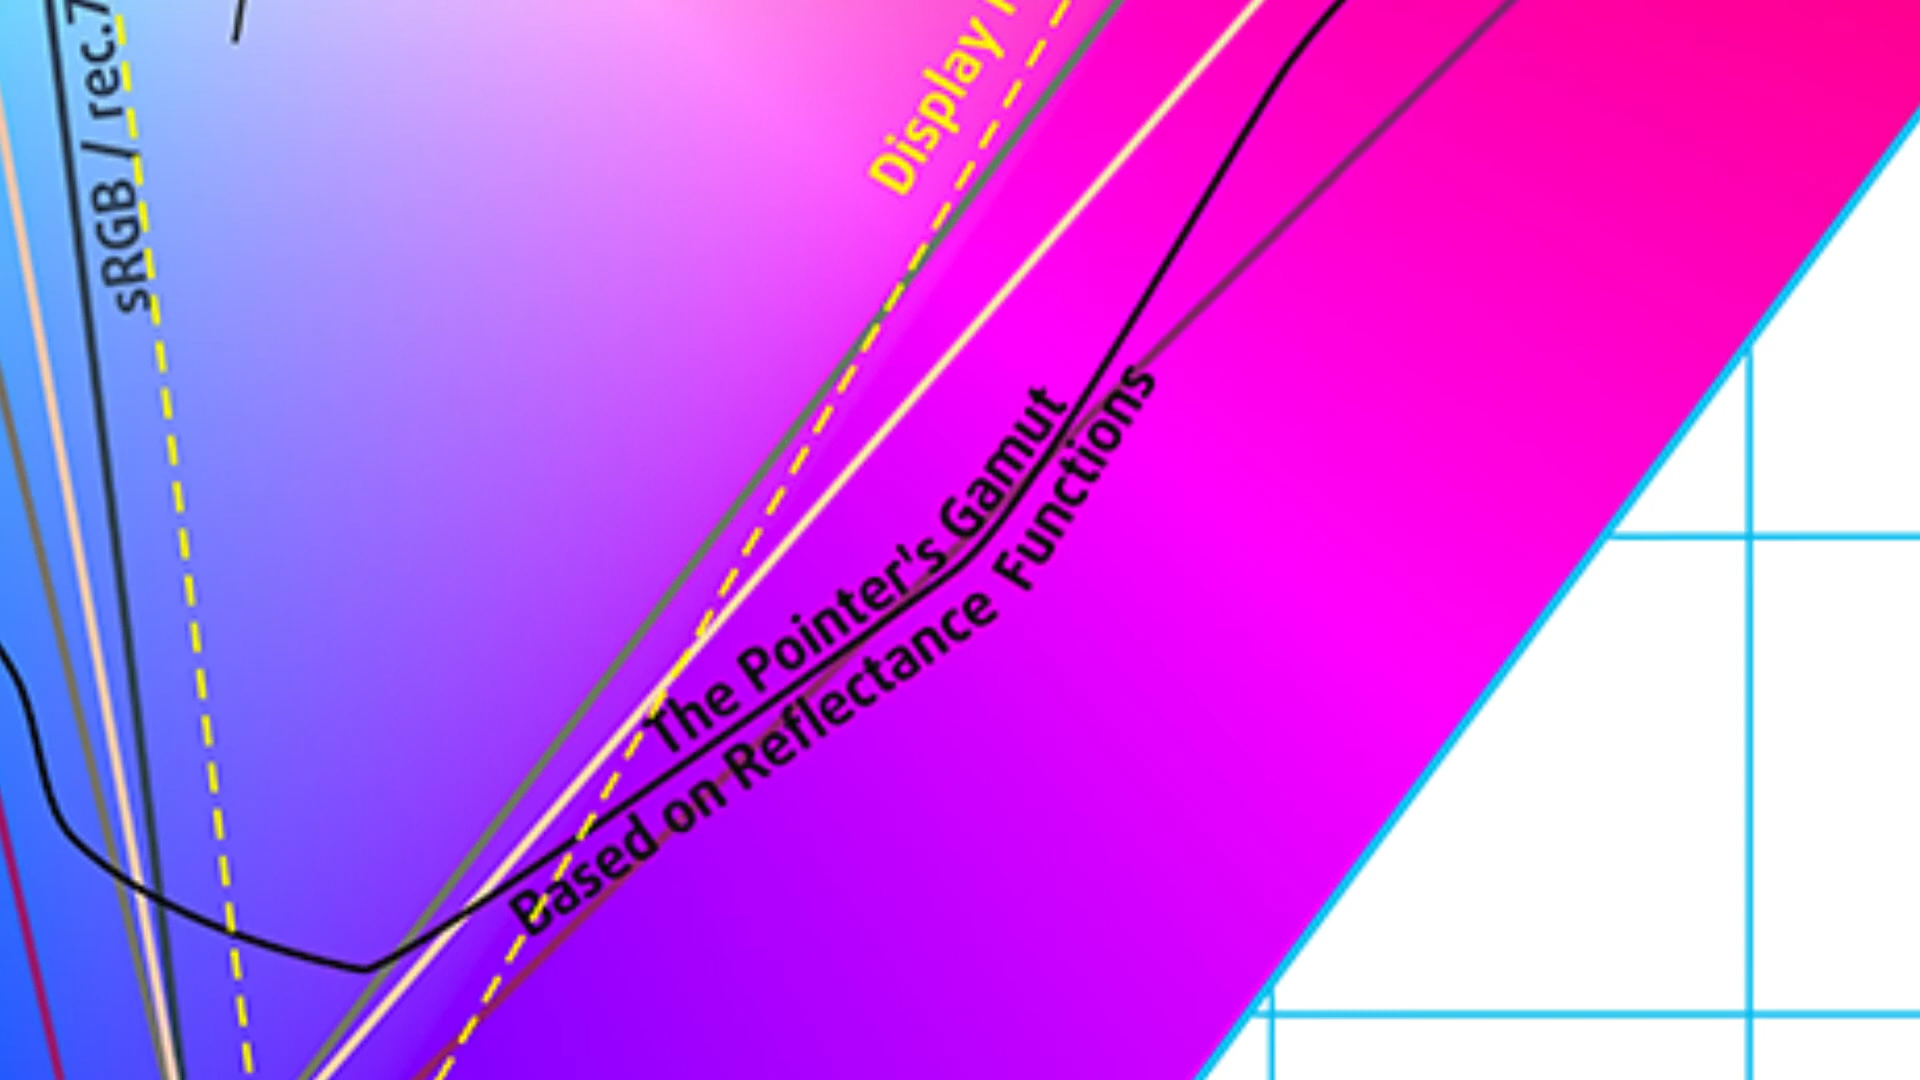 sRGB / rec.7
Display
The Pointer's Gamut
Based on Reflectance Functions